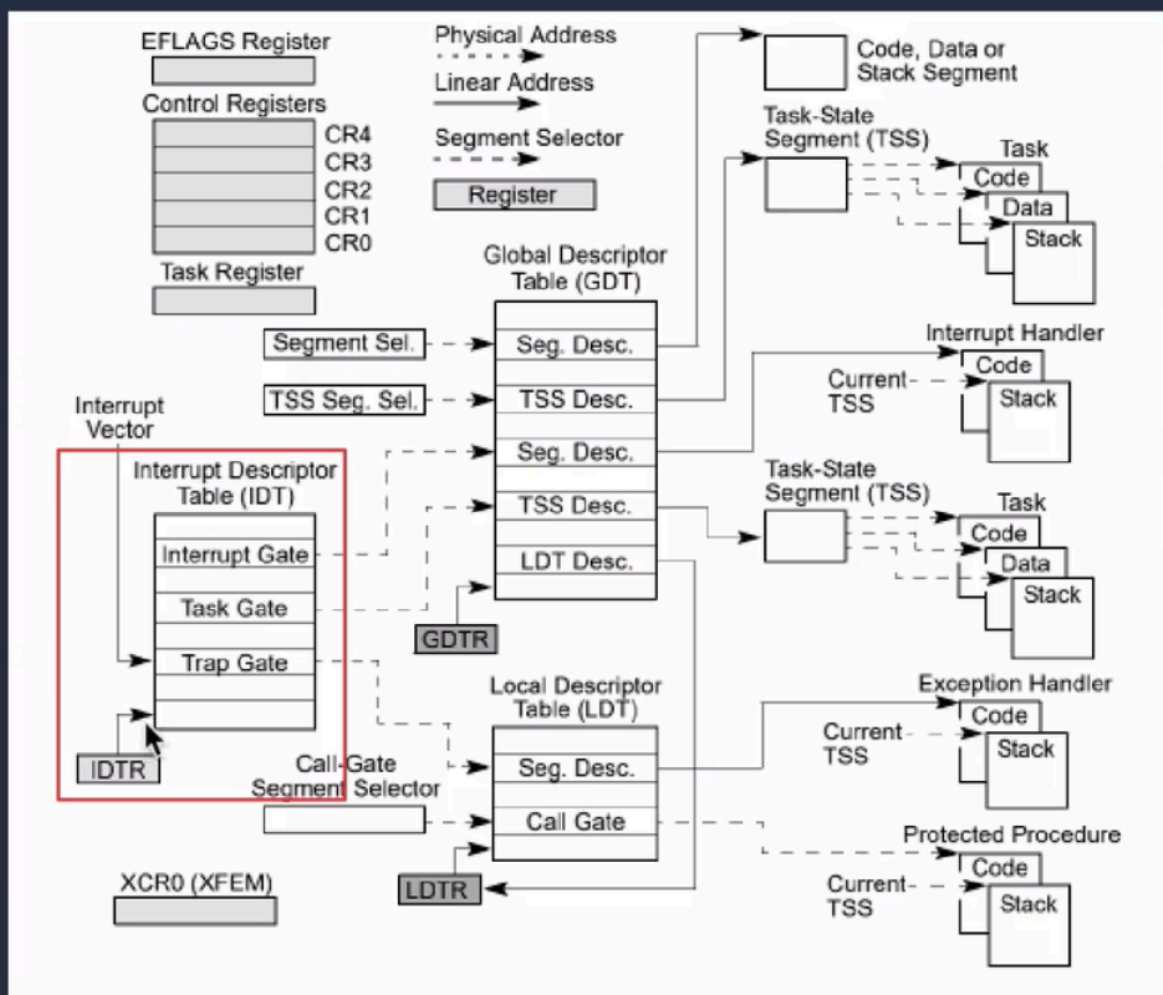 EFLAGS Register
Control Registers
CR4
CR3
CR2
CR1
CR0
Task Register
Physical Address
Linear Address
Segment Selector
Register
Code, Data or
Stack Segment
Task-State
Segment (TSS)
Task
Code
Data
Stack
Global Descriptor
Table (GDT)
Segment Sel.
Seg. Desc.
TSS Seg. Sel.
TSS Desc.
Seg. Desc.
TSS Desc.
LDT Desc.
GDTR
Interrupt Handler
Code
Current
TSS
Stack
Interrupt
Vector
Interrupt Descriptor
Table (IDT)
Interrupt Gate
Task Gate
Trap Gate
IDTR
Task-State
Segment (TSS)
Task
Code
Data
Stack
Local Descriptor
Table (LDT)
Seg. Desc.
Call Gate
Call-Gate
Segment Selector
LDTR
Exception Handler
Code
Current
TSS
Stack
Protected Procedure
Code
Current
TSS
Stack
XCR0 (XFEM)